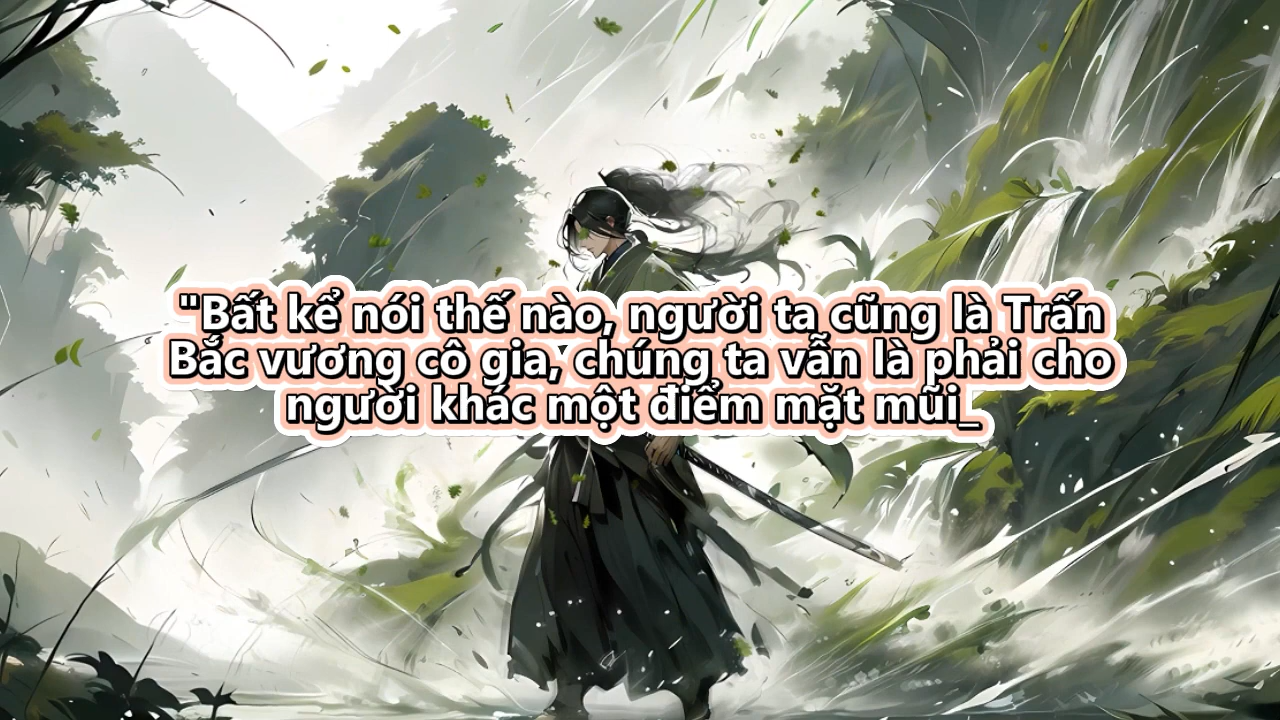 "Bất kể nói thế nào, người ta cũng là Trấn
Bắc vương cô gia, chúng ta vẫn là phải cho
người khác một điểm mặt mũi_